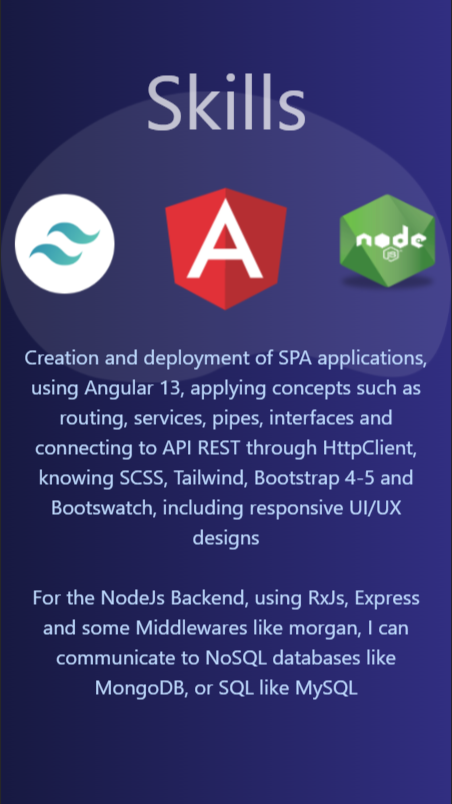 Skills
A
node
JS
Creation and deployment of SPA applications,
using Angular 13, applying concepts such as
routing, services, pipes, interfaces and
connecting to API REST through HttpClient,
knowing SCSS, Tailwind, Bootstrap 4-5 and
Bootswatch, including responsive UI/UX
designs
For the NodeJs Backend, using RxJs, Express
and some Middlewares like morgan, I can
communicate to NoSQL databases like
MongoDB, or SQL like MySQL